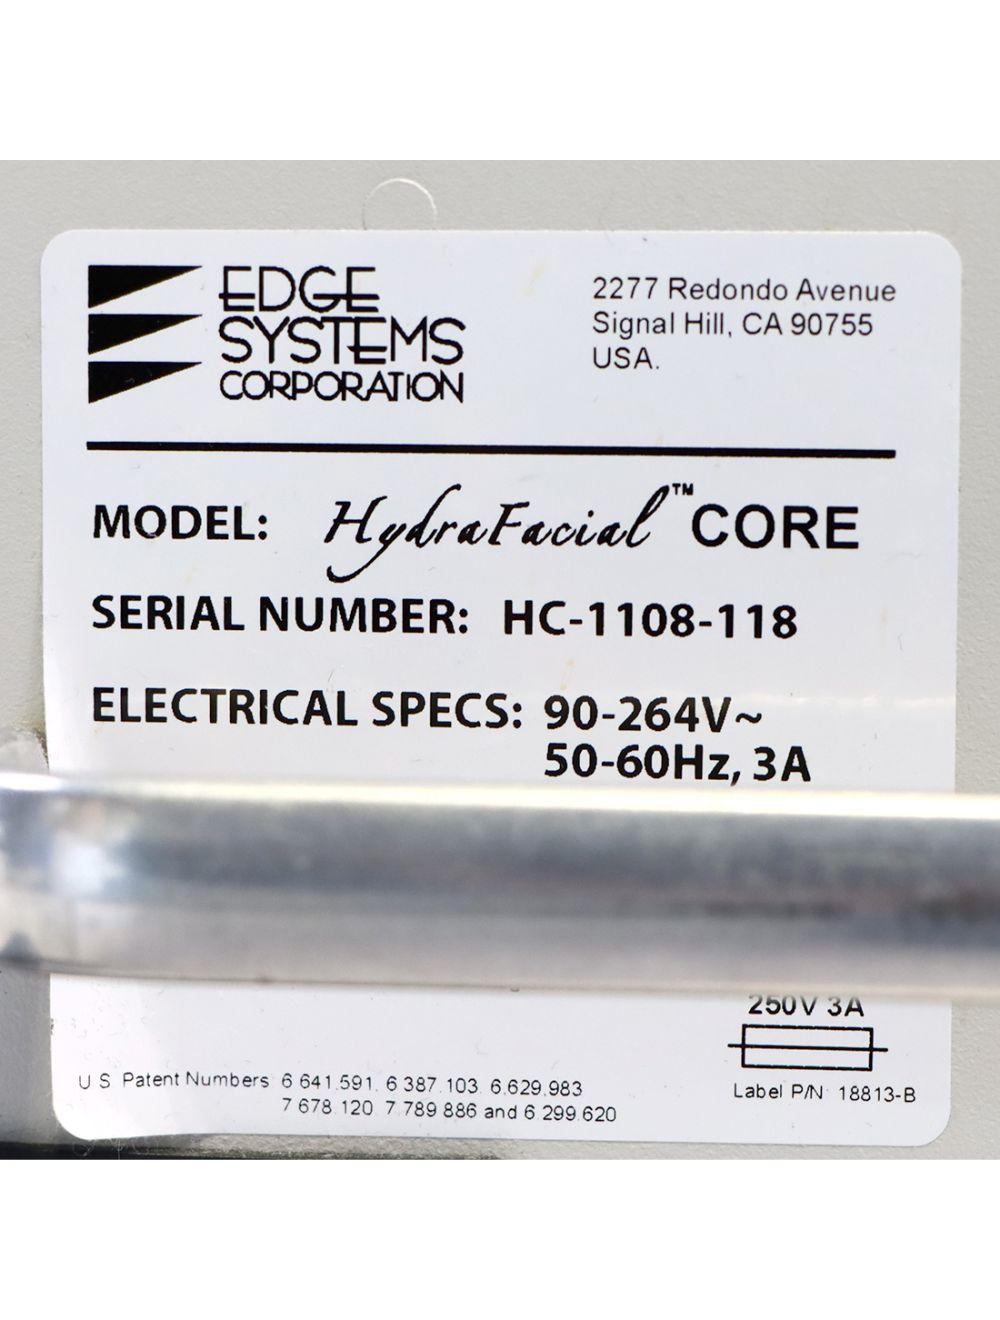 EDGE
SYSTEMS
CORPORATION
2277 Redondo Avenue
Signal Hill, CA 90755
USA.
MODEL: HydraFacial™ CORE
SERIAL NUMBER: HC-1108-118
ELECTRICAL SPECS: 90-264V~
50-60Hz, 3A
250V 3A
U S Patent Numbers 6 641.591, 6 387.103. 6,629.983
7 678 120 7 789 886 and 6 299.620
Label P/N 18813-B